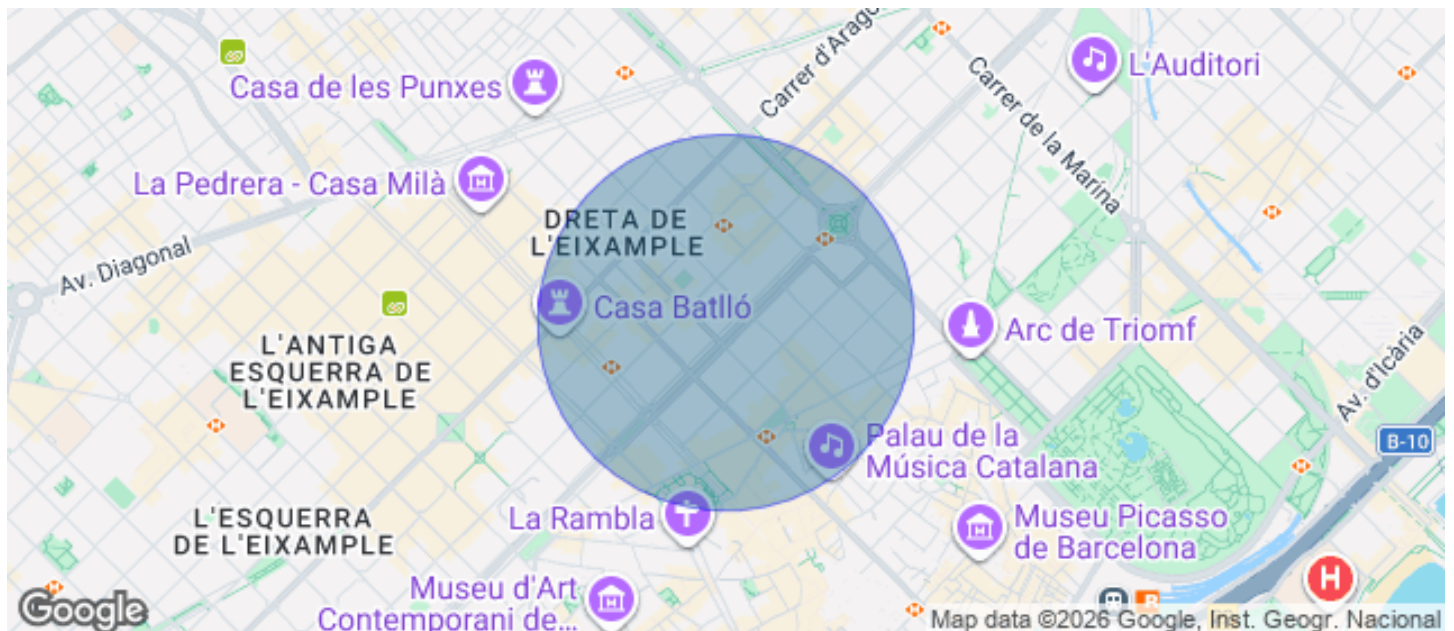 Casa de les Punxes
Carrer d'Arago
L'Auditori
Carrer de la Marina
La Pedrera - Casa Milà
DRETA DE
L'EIXAMPLE
Av. Diagonal
Casa Batlló
Arc de Triomf
L'ANTIGA
ESQUERRA DE
L'EIXAMPLE
Av. d'Icària
B-10
Palau de la
Música Catalana
La Rambla
L'ESQUERRA
DE L'EIXAMPLE
Museu Picasso
de Barcelona
H
Museu d'Art
Contemporani de...
R
Google
Map data ©2026 Google, Inst. Geogr. Nacional